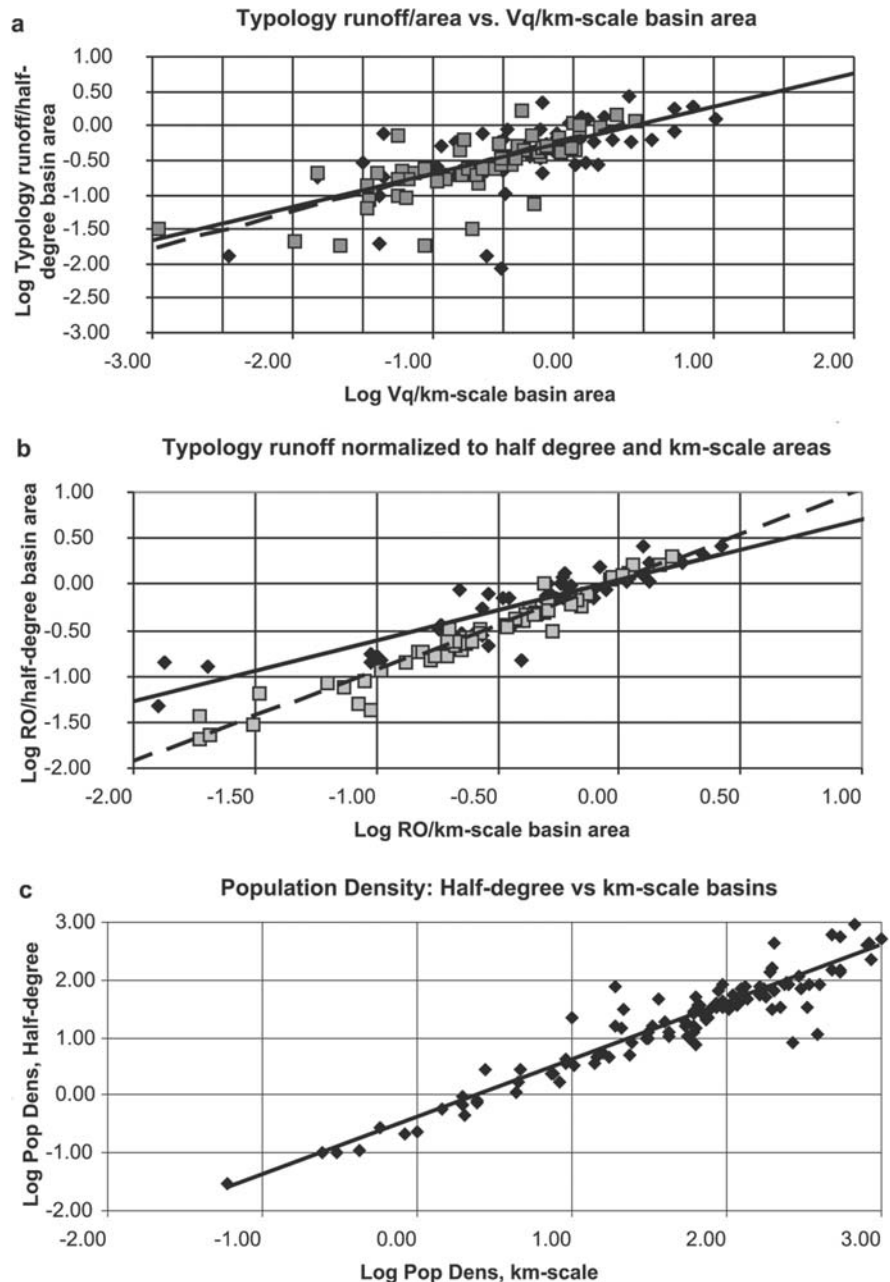 a
Typology runoff/area vs. Vq/km-scale basin area
Log Typology runoff/half-
degree basin area
1.00
0.50
0.00
-0.50
-1.00
-1.50
-2.00
-2.50
-3.00
-3.00 -2.00 -1.00 0.00 1.00 2.00
Log Vq/km-scale basin area
b
Typology runoff normalized to half degree and km-scale areas
Log RO/half-degree basin area
1.00
0.50
0.00
-0.50
-1.00
-1.50
-2.00
-2.00 -1.50 -1.00 -0.50 0.00 0.50 1.00
Log RO/km-scale basin area
c
Population Density: Half-degree vs km-scale basins
Log Pop Dens, Half-degree
3.00
2.00
1.00
0.00
-1.00
-2.00
-2.00 -1.00 0.00 1.00 2.00 3.00
Log Pop Dens, km-scale